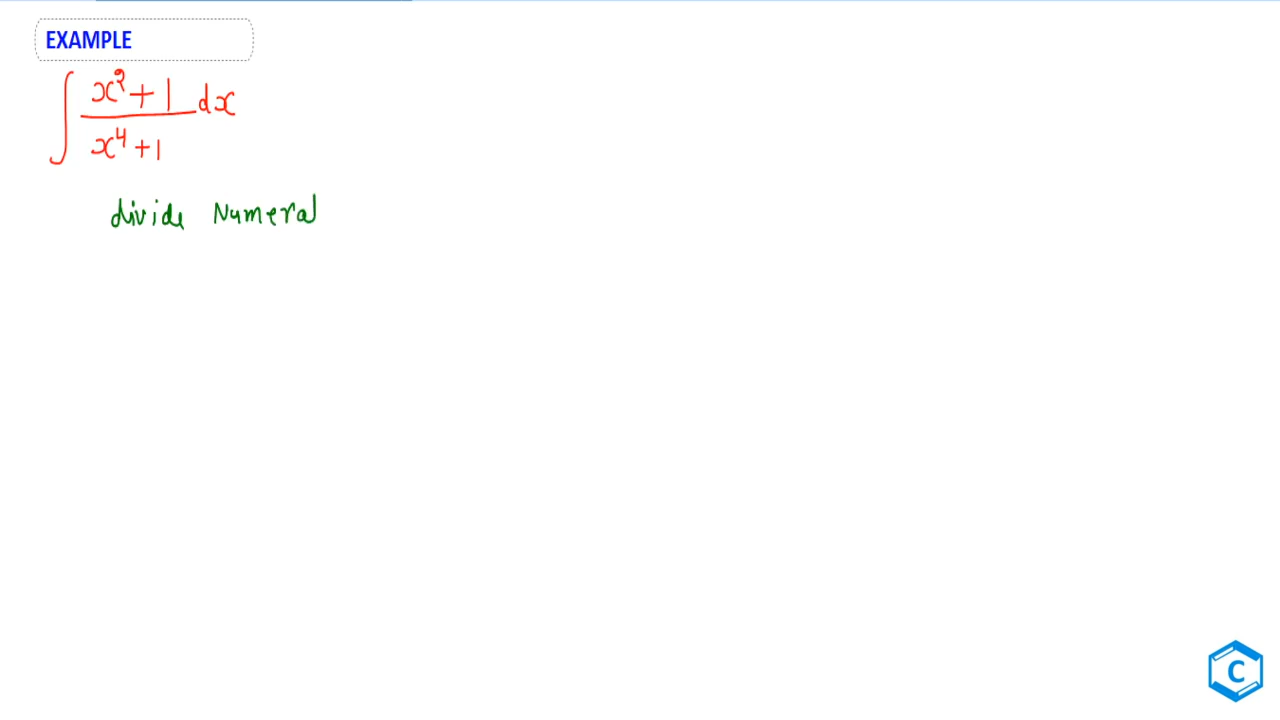 EXAMPLE
∫ x²+1 / x⁴+1 dx
divide Numeral
C